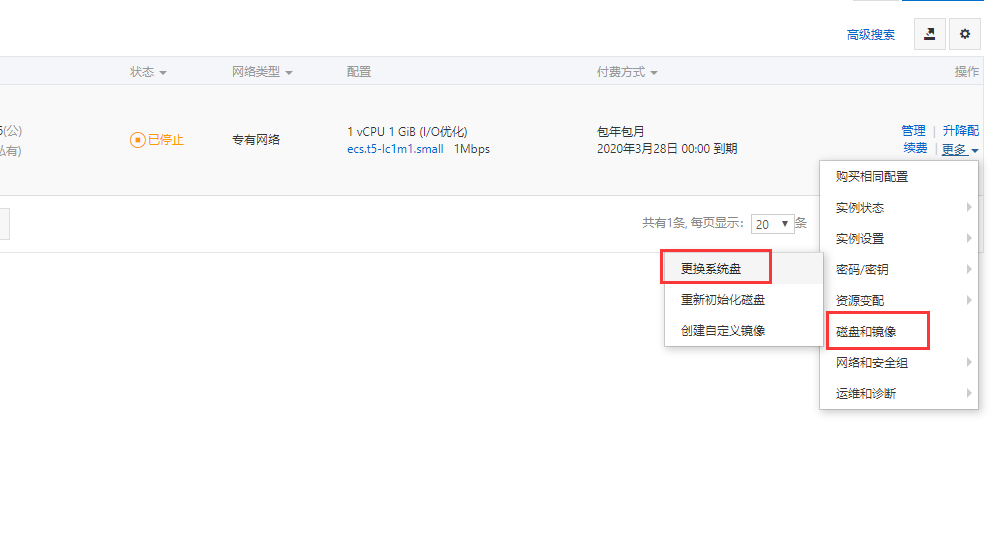 高级搜索
状态 网络类型 配置 付费方式 操作
(公)
私有)
已停止
专有网络
1 vCPU 1 GiB (I/O优化)
ecs.t5-lc1m1.small 1Mbps
包年包月
2020年3月28日 00:00 到期
管理 | 升降配
续费 | 更多
购买相同配置
实例状态
实例设置
密码/密钥
资源变配
磁盘和镜像
网络和安全组
运维和诊断
共有1条, 每页显示: 20 条
更换系统盘
重新初始化磁盘
创建自定义镜像